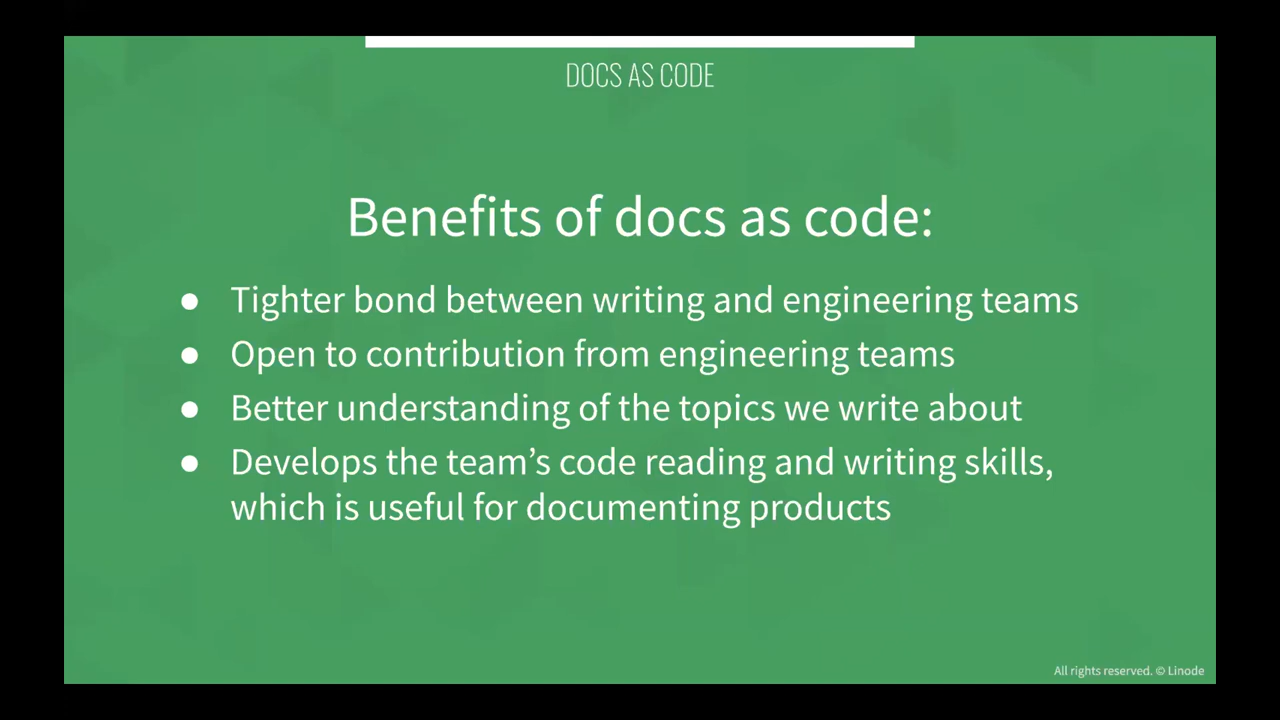 DOCS AS CODE
Benefits of docs as code:
● Tighter bond between writing and engineering teams
● Open to contribution from engineering teams
● Better understanding of the topics we write about
● Develops the team’s code reading and writing skills,
which is useful for documenting products
All rights reserved. © Linode